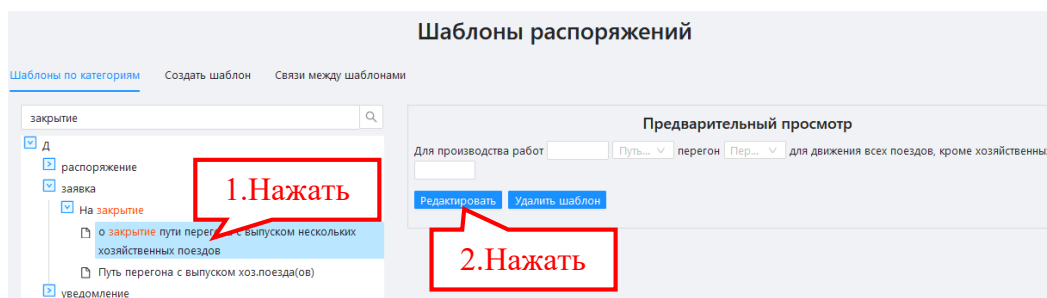 Шаблоны распоряжений
Шаблоны по категориям Создать шаблон Связи между шаблонами
закрытие
Д
распоряжение
заявка
На закрытие
о закрытие пути перегона с выпуском нескольких
хозяйственных поездов
Путь перегона с выпуском хоз.поезда(ов)
уведомление
1.Нажать
Предварительный просмотр
Для производства работ Путь... перегон Пер... для движения всех поездов, кроме хозяйственных
Редактировать Удалить шаблон
2.Нажать